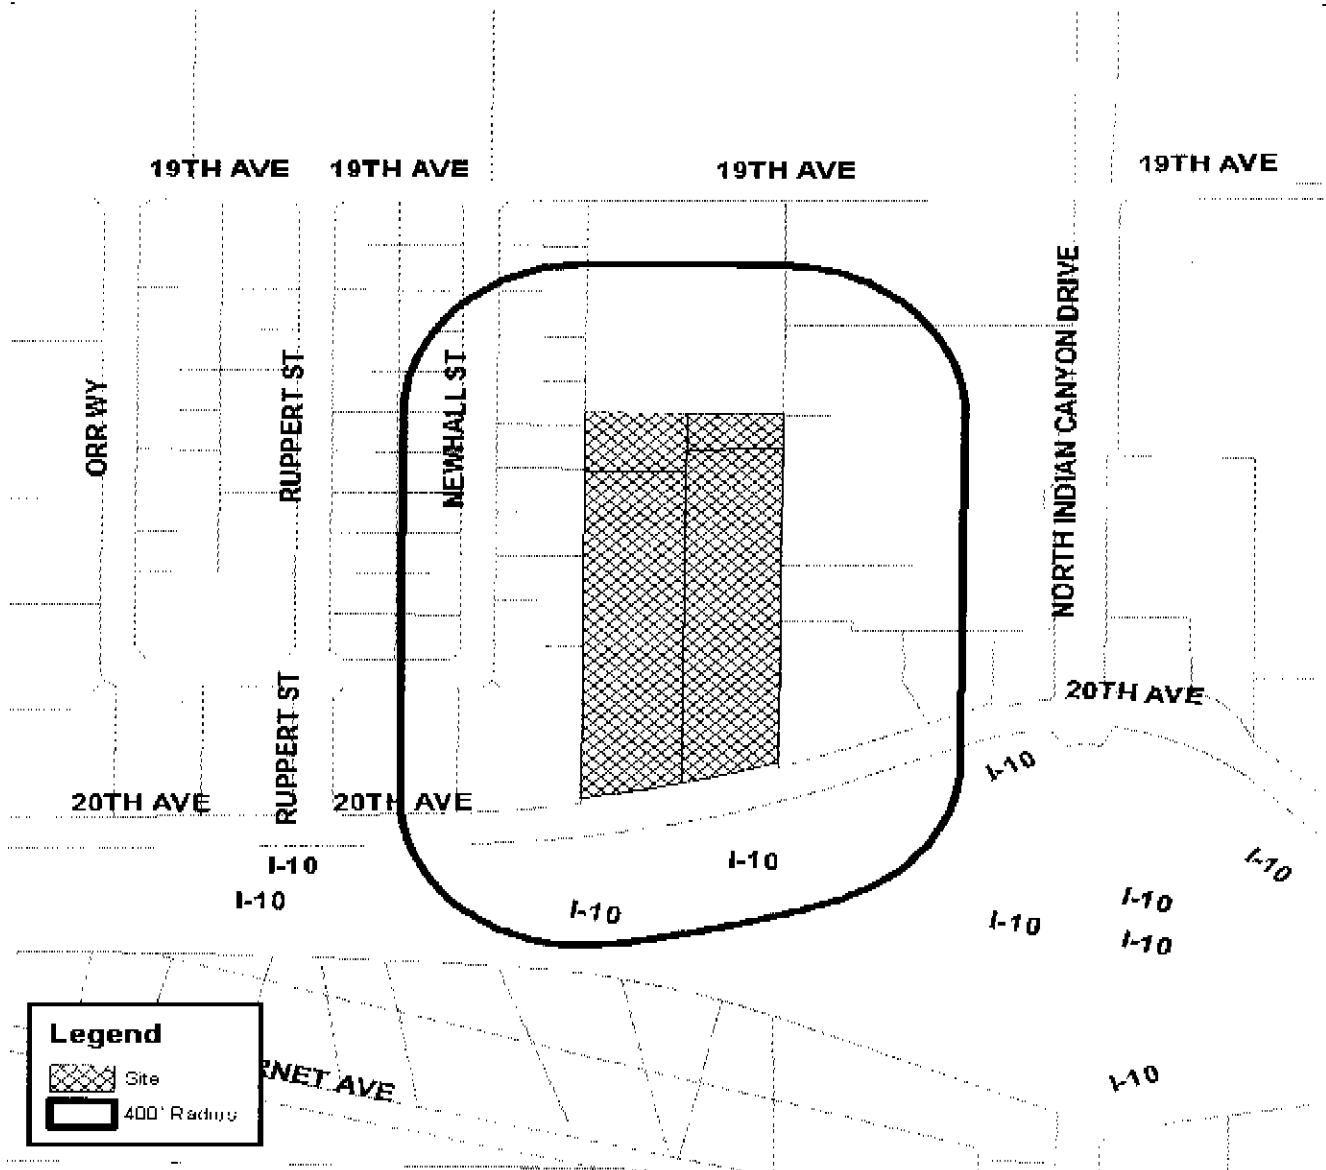 19TH AVE
19TH AVE
19TH AVE
19TH AVE
ORR WY
RUPPERT ST
NEWHALL ST
NORTH INDIAN CANYON DRIVE
RUPPERT ST
20TH AVE
20TH AVE
20TH AVE
I-10
I-10
I-10
I-10
I-10
I-10
I-10
I-10
I-10
RNET AVE
I-10
Legend
Site
400' Radius